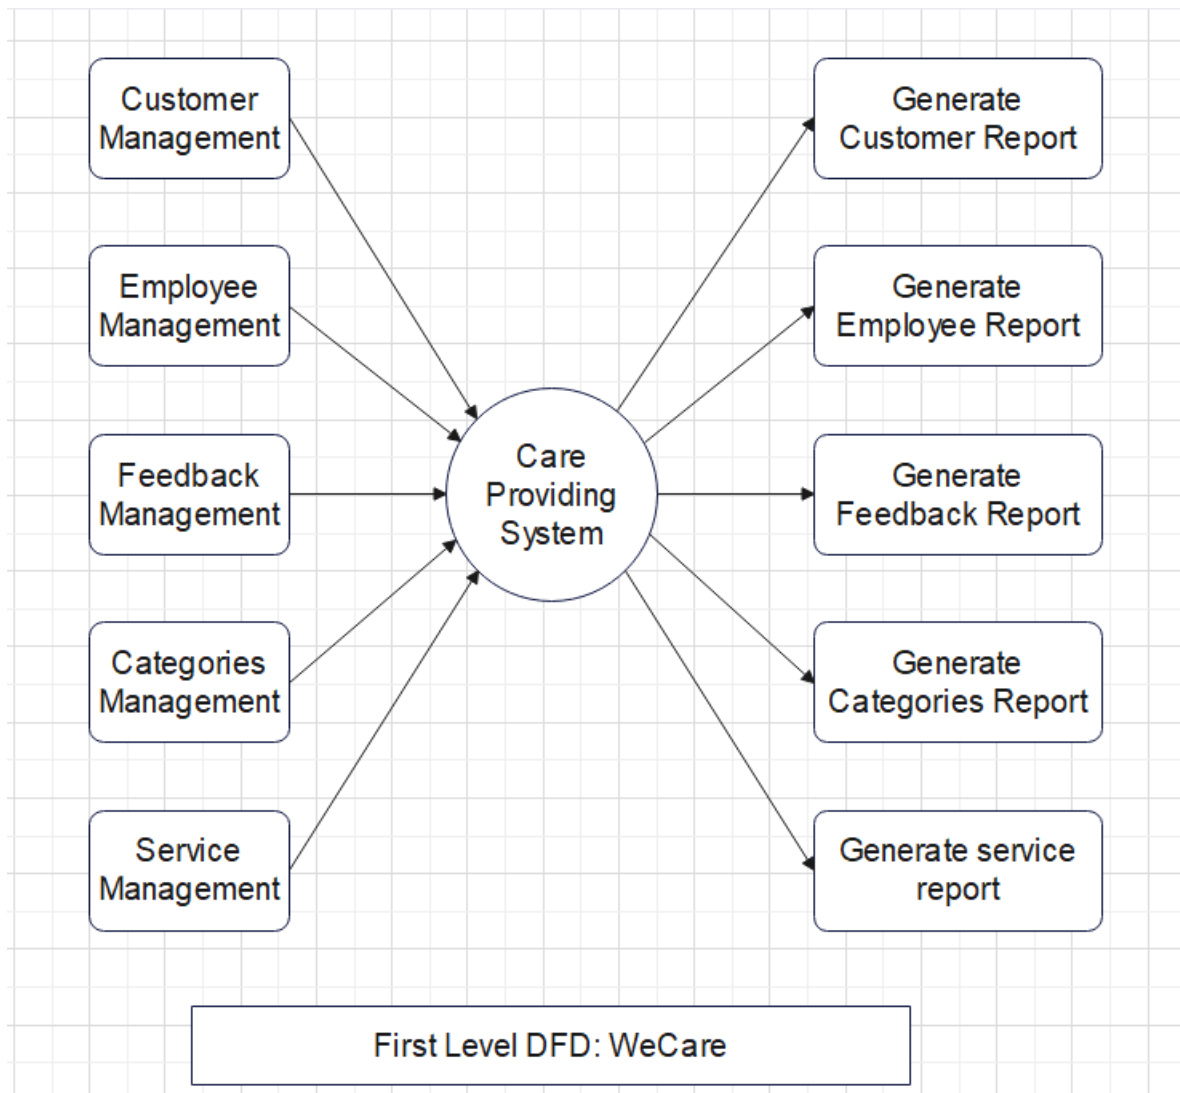 Customer
Management
Employee
Management
Feedback
Management
Categories
Management
Service
Management
Care
Providing
System
Generate
Customer Report
Generate
Employee Report
Generate
Feedback Report
Generate
Categories Report
Generate service
report
First Level DFD: WeCare